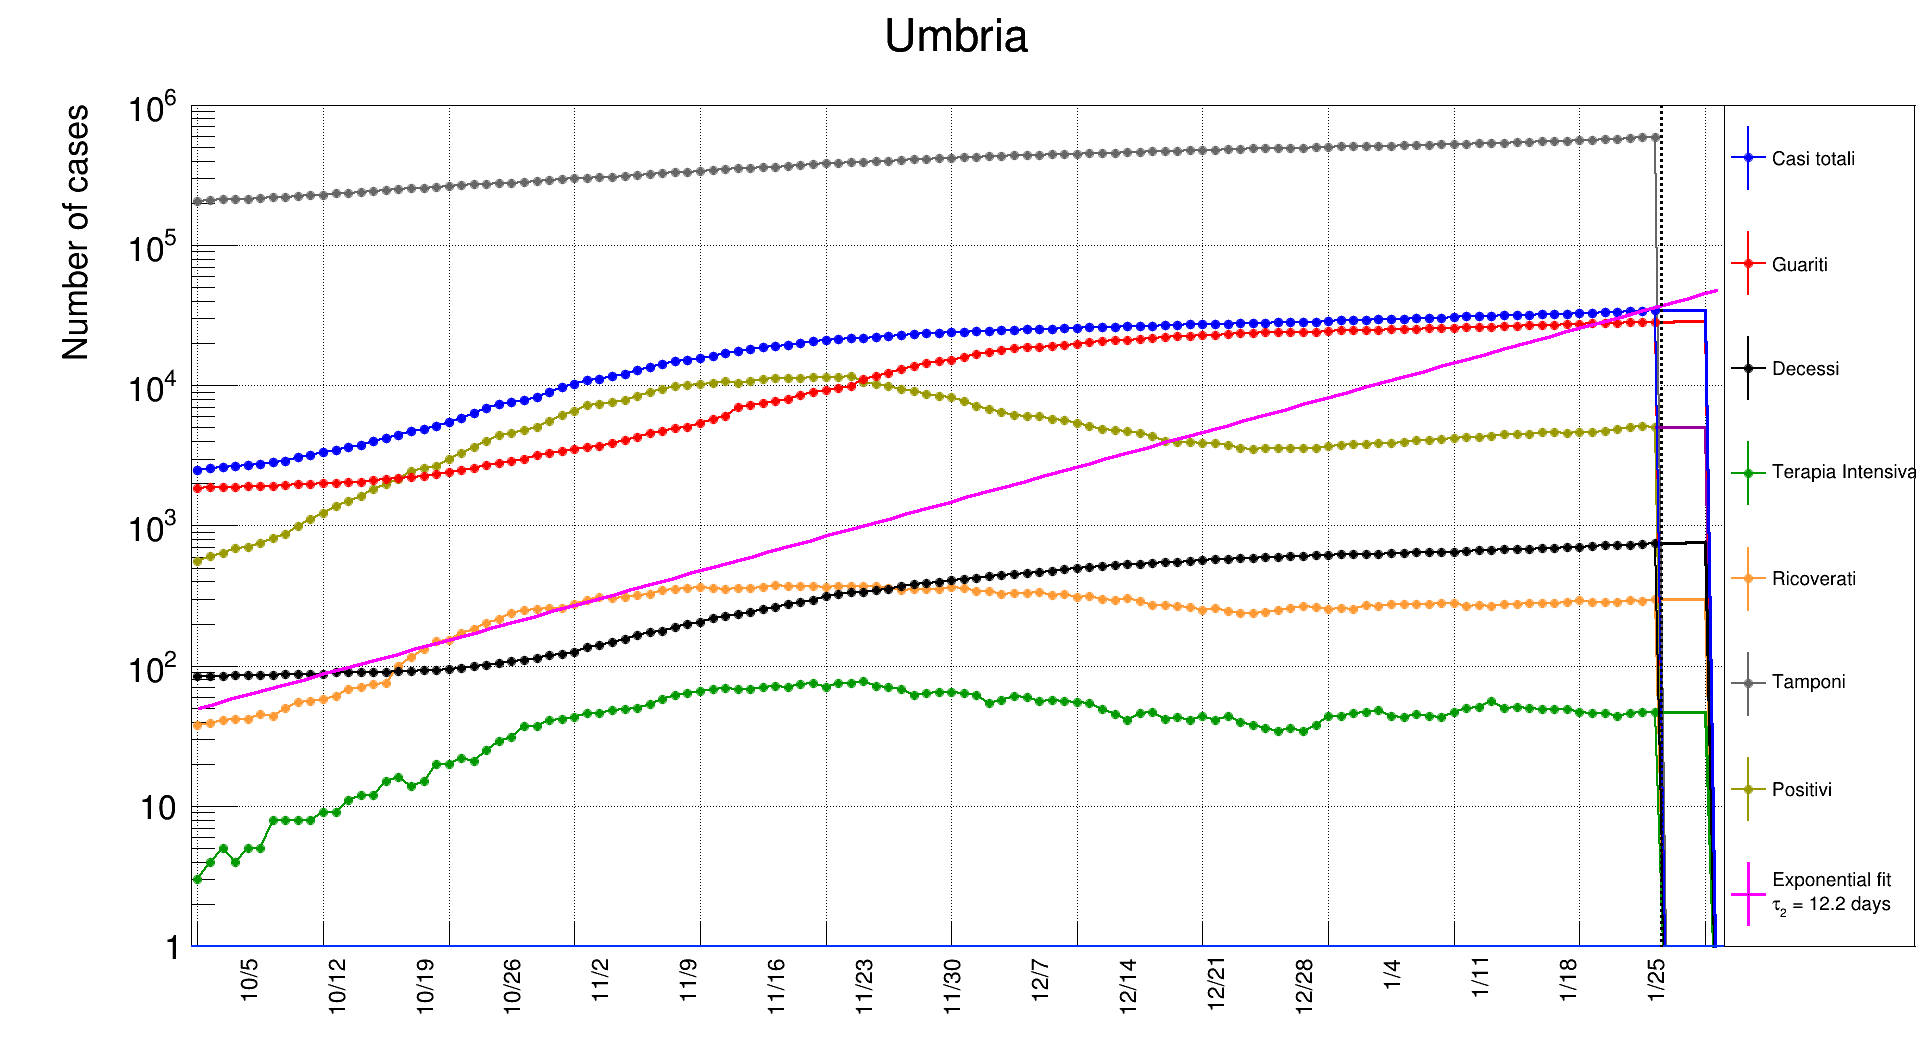 Umbria
Number of cases
10^6
10^5
10^4
10^3
10^2
10
1
10/5
10/12
10/19
10/26
11/2
11/9
11/16
11/23
11/30
12/7
12/14
12/21
12/28
1/4
1/11
1/18
1/25
Casi totali
Guariti
Decessi
Terapia Intensiva
Ricoverati
Tamponi
Positivi
Exponential fit
τ_2 = 12.2 days